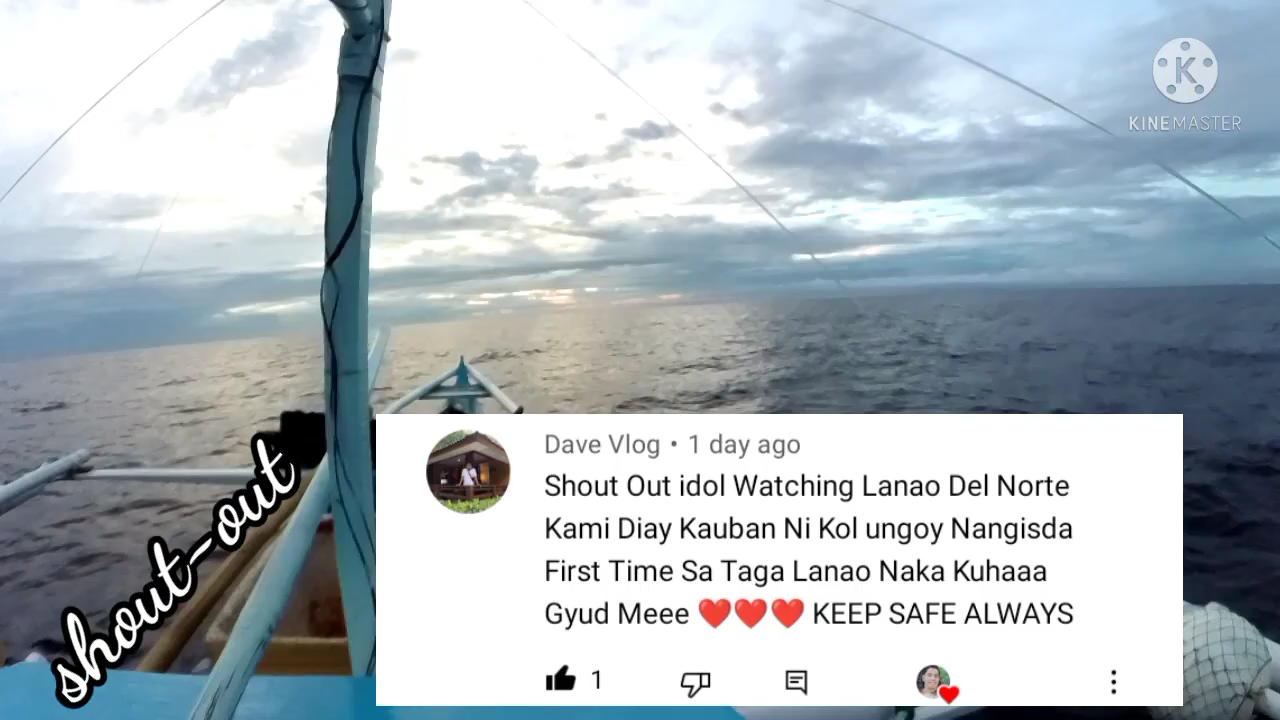 K
KINEMASTER
shout-out
Dave Vlog • 1 day ago
Shout Out idol Watching Lanao Del Norte
Kami Diay Kauban Ni Kol ungoy Nangisda
First Time Sa Taga Lanao Naka Kuhaaa
Gyud Meee ❤️❤️❤️ KEEP SAFE ALWAYS
1